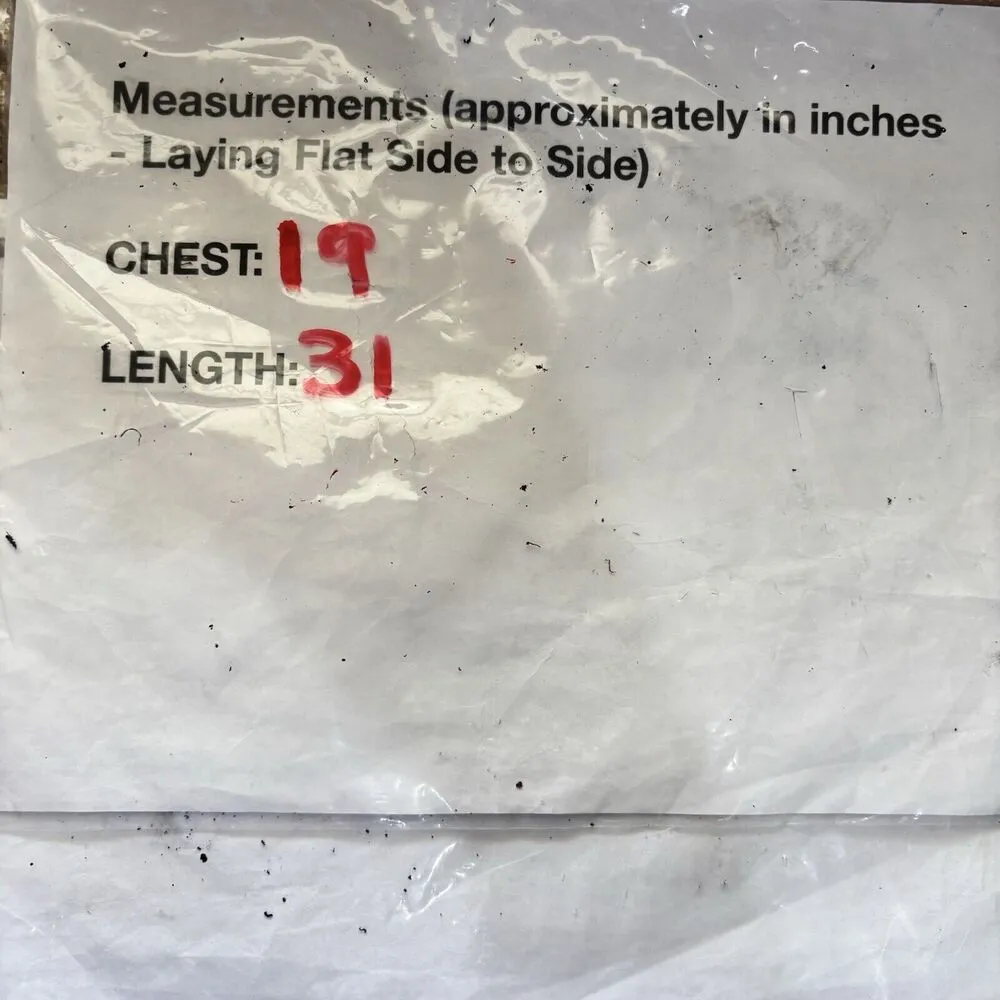 Measurements (approximately in inches
- Laying Flat Side to Side)
CHEST: 19
LENGTH: 31